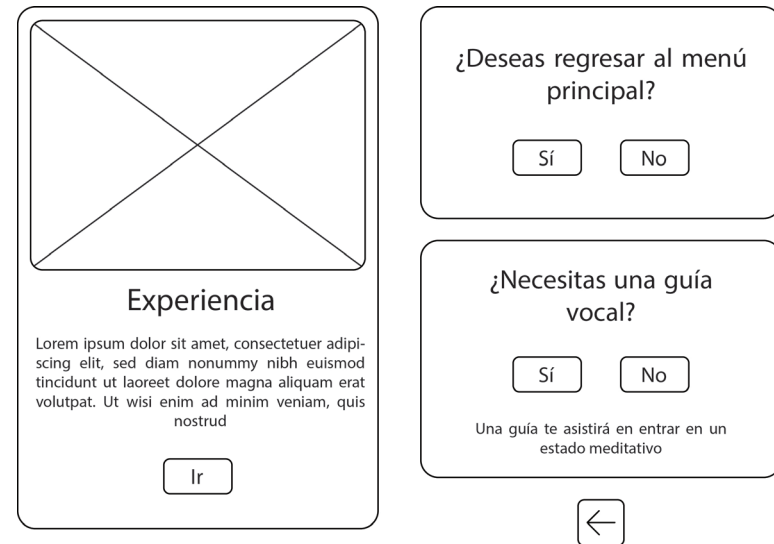 Experiencia
Lorem ipsum dolor sit amet, consectetuer adipi-
scing elit, sed diam nonummy nibh euismod
tincidunt ut laoreet dolore magna aliquam erat
volutpat. Ut wisi enim ad minim veniam, quis
nostrud
Ir
¿Deseas regresar al menú
principal?
Sí No
¿Necesitas una guía
vocal?
Sí No
Una guía te asistirá en entrar en un
estado meditativo